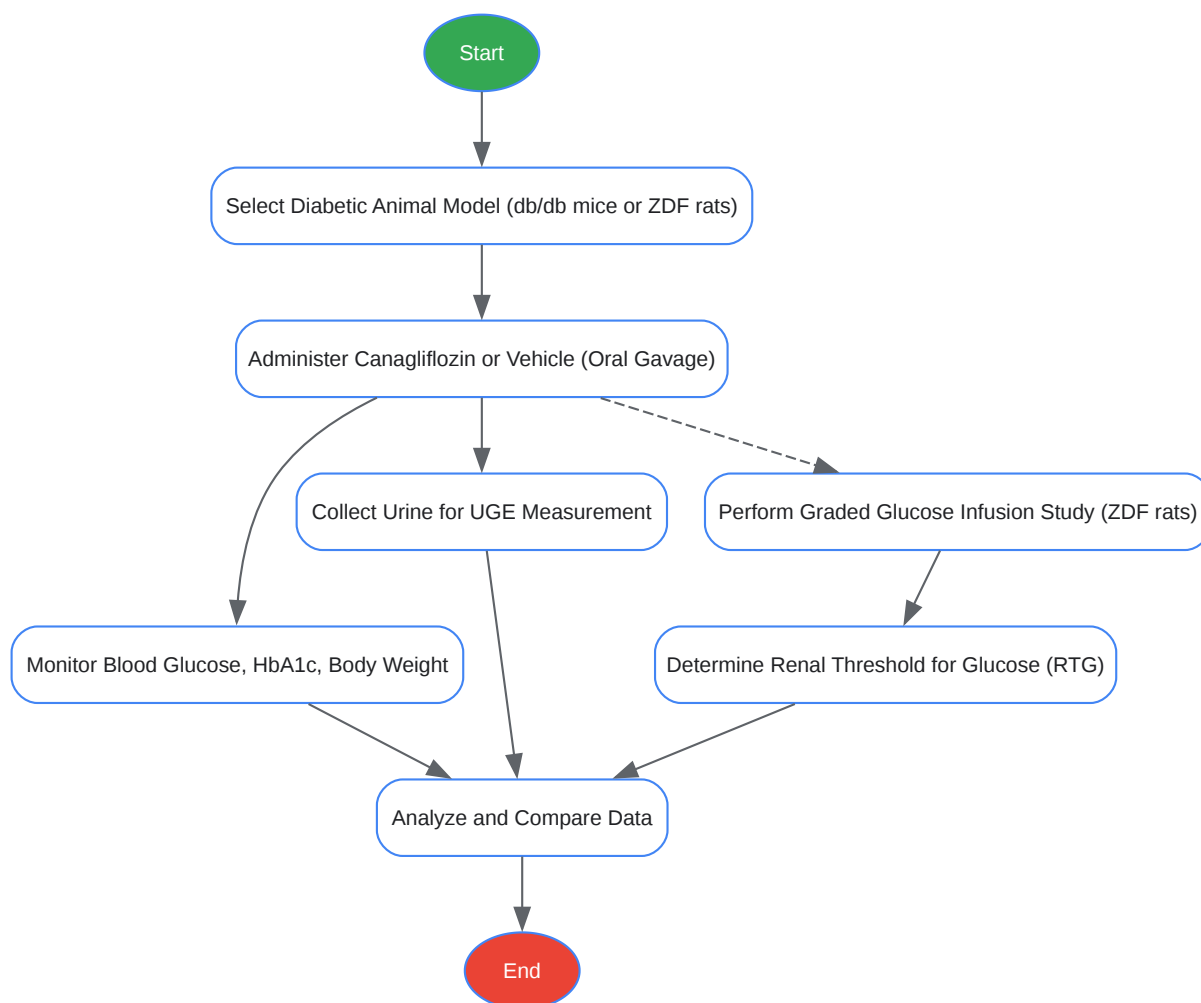 Start
Select Diabetic Animal Model (db/db mice or ZDF rats)
Administer Canagliflozin or Vehicle (Oral Gavage)
Collect Urine for UGE Measurement
Perform Graded Glucose Infusion Study (ZDF rats)
Monitor Blood Glucose, HbA1c, Body Weight
Determine Renal Threshold for Glucose (RTG)
Analyze and Compare Data
End